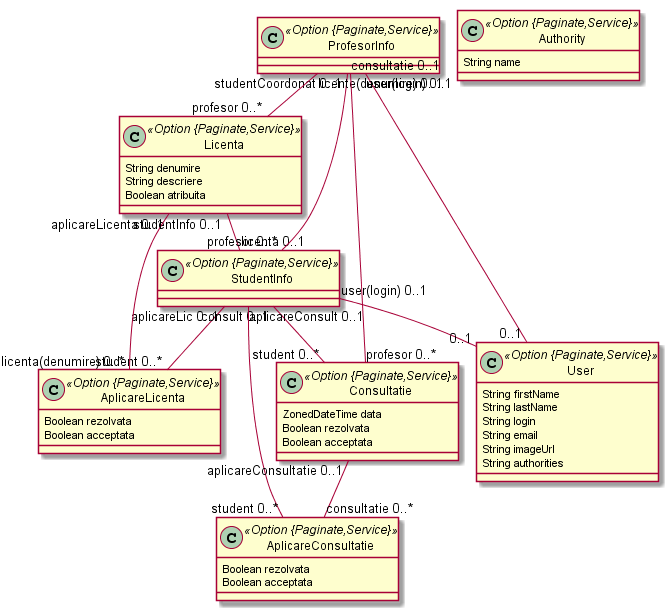 C
«Option {Paginate,Service}»
ProfesorInfo
C
«Option {Paginate,Service}»
Authority
String name
consultatie 0..1
studentCoordonat 0..1
licente(denumire) 0..1
user(login) 0..1
profesor 0..*
C
«Option {Paginate,Service}»
Licenta
String denumire
String descriere
Boolean atribuita
aplicareLicenta 0..1
studentInfo 0..1
profesor 0..*
licenta 0..1
C
«Option {Paginate,Service}»
StudentInfo
user(login) 0..1
aplicareLic 0..1
consult 0..1
aplicareConsult 0..1
0..1
0..1
licenta(denumire) 0..*
student 0..*
student 0..*
profesor 0..*
C
«Option {Paginate,Service}»
User
String firstName
String lastName
String login
String email
String imageUrl
String authorities
C
«Option {Paginate,Service}»
AplicareLicenta
Boolean rezolvata
Boolean acceptata
C
«Option {Paginate,Service}»
Consultatie
ZonedDateTime data
Boolean rezolvata
Boolean acceptata
aplicareConsultatie 0..1
student 0..*
consultatie 0..*
C
«Option {Paginate,Service}»
AplicareConsultatie
Boolean rezolvata
Boolean acceptata